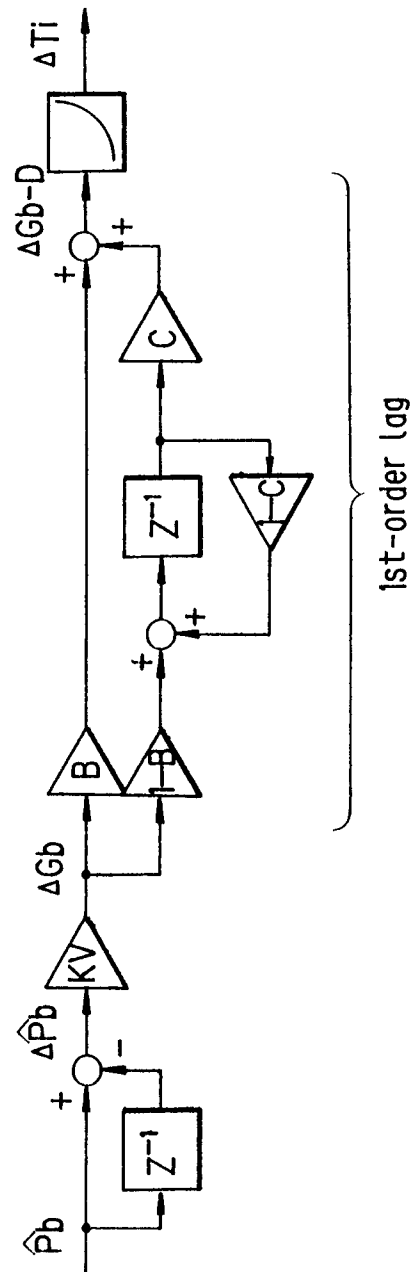 P̂b
Z⁻¹
+
-
ΔP̂b
KV
ΔGb
B
1-B
+
+
Z⁻¹
1-C
C
+
+
ΔGb-D
ΔTi
1st-order lag